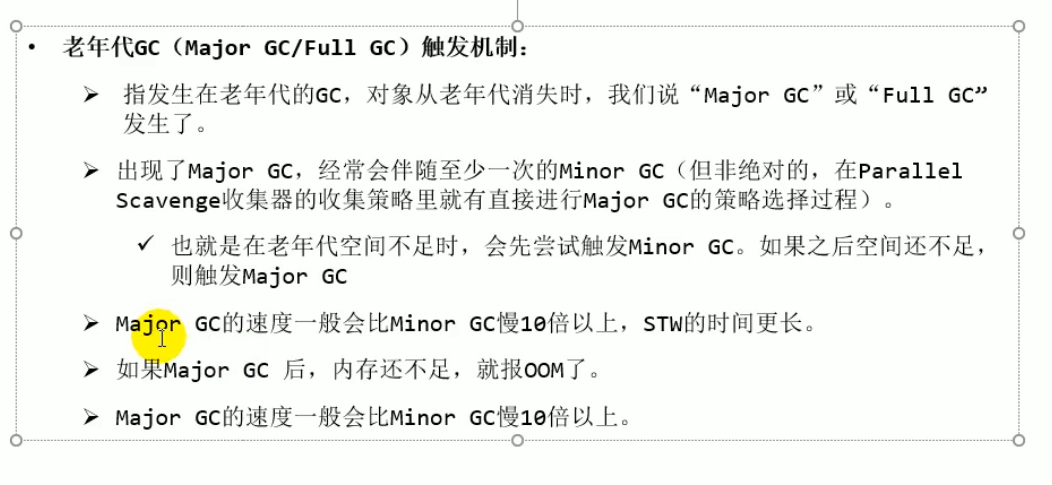 • 老年代GC（Major GC/Full GC）触发机制：
➢ 指发生在老年代的GC，对象从老年代消失时，我们说“Major GC”或“Full GC”
发生了。
➢ 出现了Major GC，经常会伴随至少一次的Minor GC（但非绝对的，在Parallel
Scavenge收集器的收集策略里就有直接进行Major GC的策略选择过程）。
✓ 也就是在老年代空间不足时，会先尝试触发Minor GC。如果之后空间还不足，
则触发Major GC
➢ Major GC的速度一般会比Minor GC慢10倍以上，STW的时间更长。
➢ 如果Major GC 后，内存还不足，就报OOM了。
➢ Major GC的速度一般会比Minor GC慢10倍以上。